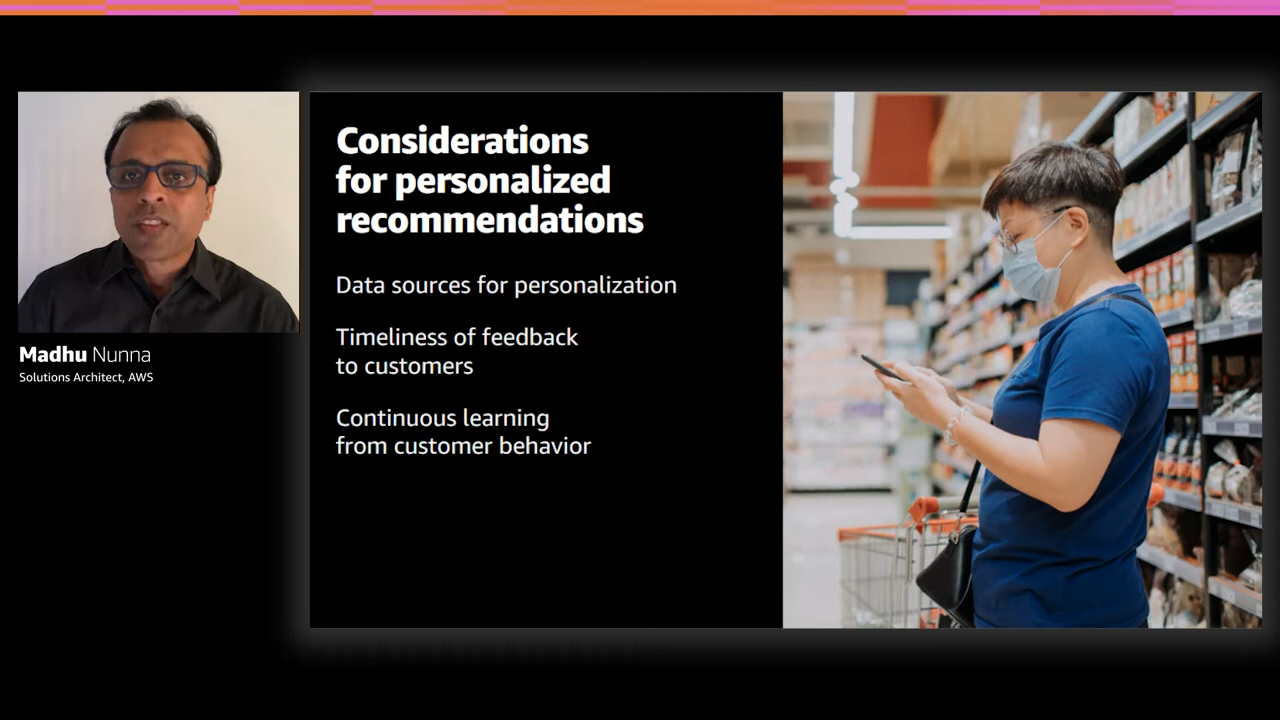 Considerations
for personalized
recommendations
Data sources for personalization
Timeliness of feedback
to customers
Continuous learning
from customer behavior
Madhu Nunna
Solutions Architect, AWS